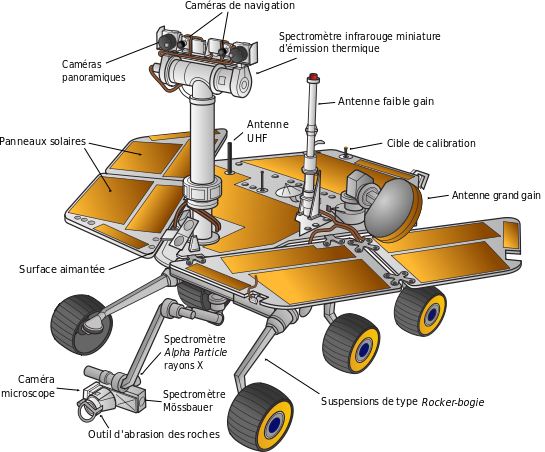 Caméras de navigation
Spectromètre infrarouge miniature
d'émission thermique
Caméras
panoramiques
Antenne faible gain
Antenne
UHF
Panneaux solaires
Cible de calibration
Antenne grand gain
Surface aimantée
Spectromètre
Alpha Particle
rayons X
Caméra
microscope
Spectromètre
Mössbauer
Suspensions de type Rocker-bogie
Outil d'abrasion des roches